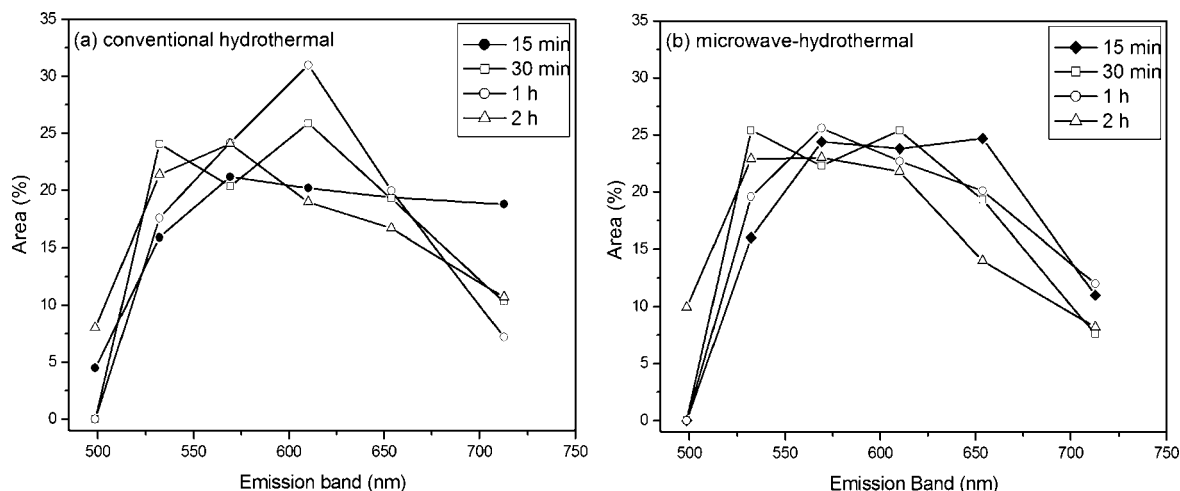 (a) conventional hydrothermal
15 min
30 min
1 h
2 h
35
30
25
20
15
10
5
0
Area (%)
500 550 600 650 700 750
Emission band (nm)
(b) microwave-hydrothermal
15 min
30 min
1 h
2 h
35
30
25
20
15
10
5
0
Area (%)
500 550 600 650 700 750
Emission Band (nm)